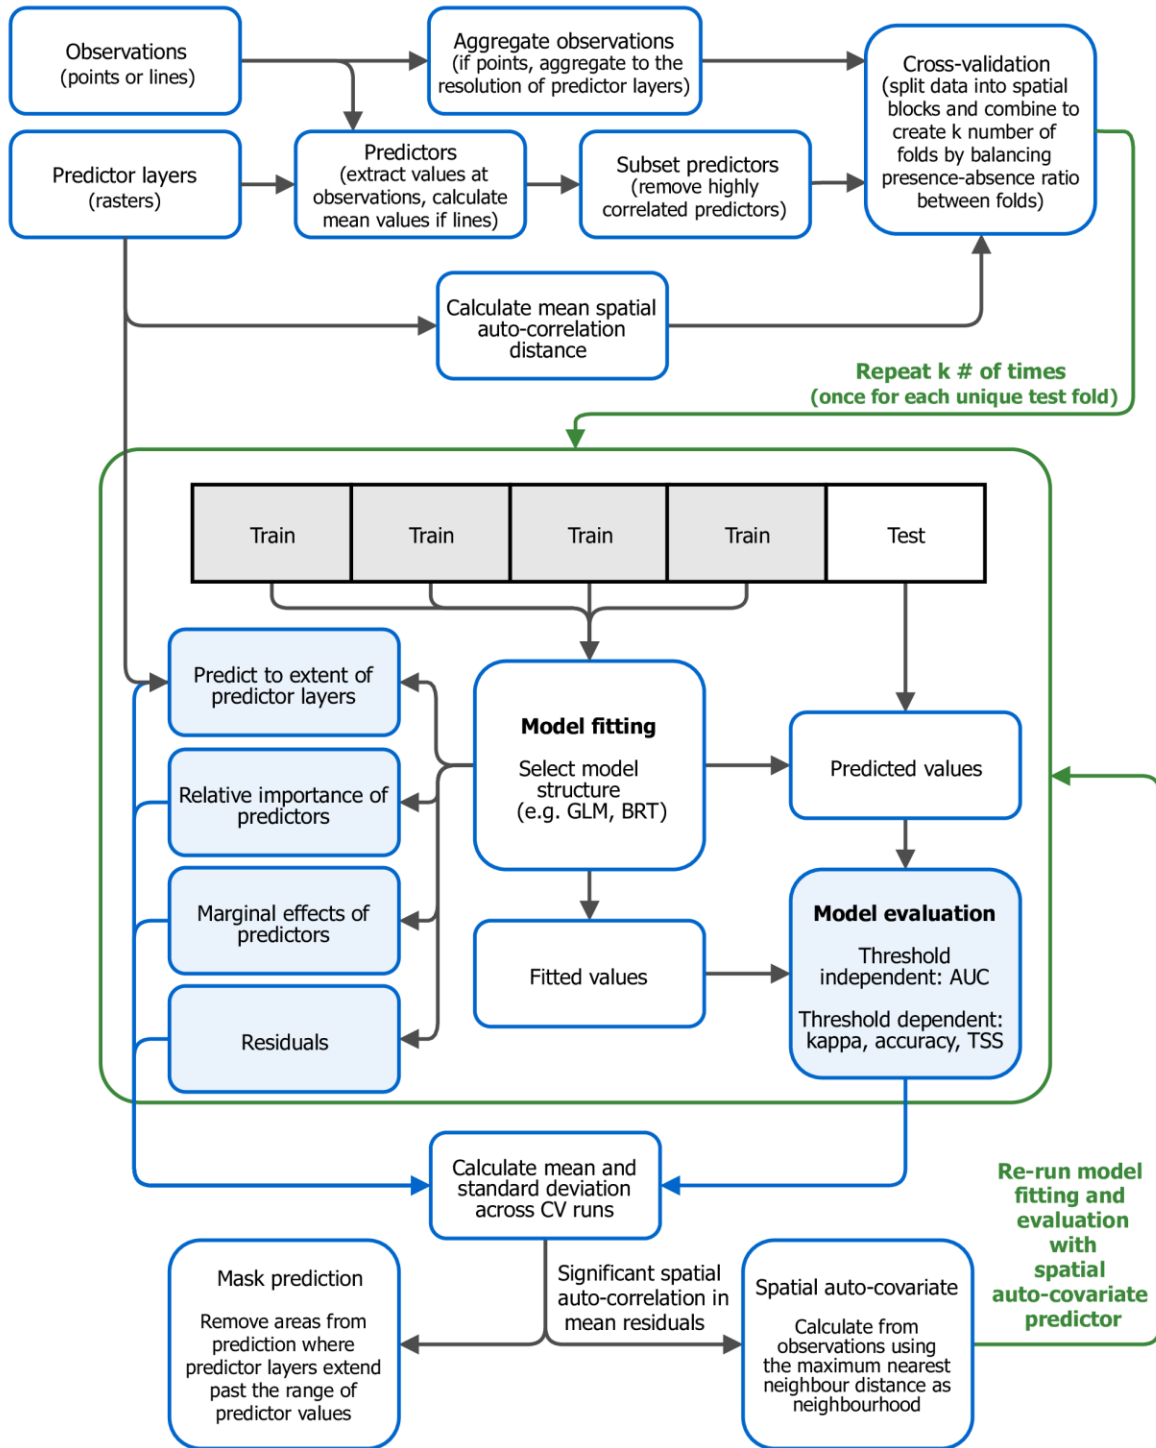 Observations
(points or lines)
Aggregate observations
(if points, aggregate to the
resolution of predictor layers)
Cross-validation
(split data into spatial
blocks and combine to
create k number of
folds by balancing
presence-absence ratio
between folds)
Predictor layers
(rasters)
Predictors
(extract values at
observations, calculate
mean values if lines)
Subset predictors
(remove highly
correlated predictors)
Calculate mean spatial
auto-correlation
distance
Repeat k # of times
(once for each unique test fold)
Train
Train
Train
Train
Test
Predict to extent of
predictor layers
Relative importance of
predictors
Marginal effects of
predictors
Residuals
Model fitting
Select model
structure
(e.g. GLM, BRT)
Fitted values
Predicted values
Model evaluation
Threshold
independent: AUC
Threshold dependent:
kappa, accuracy, TSS
Calculate mean and
standard deviation
across CV runs
Re-run model
fitting and
evaluation
with
spatial
auto-covariate
predictor
Mask prediction
Remove areas from
prediction where
predictor layers extend
past the range of
predictor values
Significant spatial
auto-correlation in
mean residuals
Spatial auto-covariate
Calculate from
observations using
the maximum nearest
neighbour distance as
neighbourhood